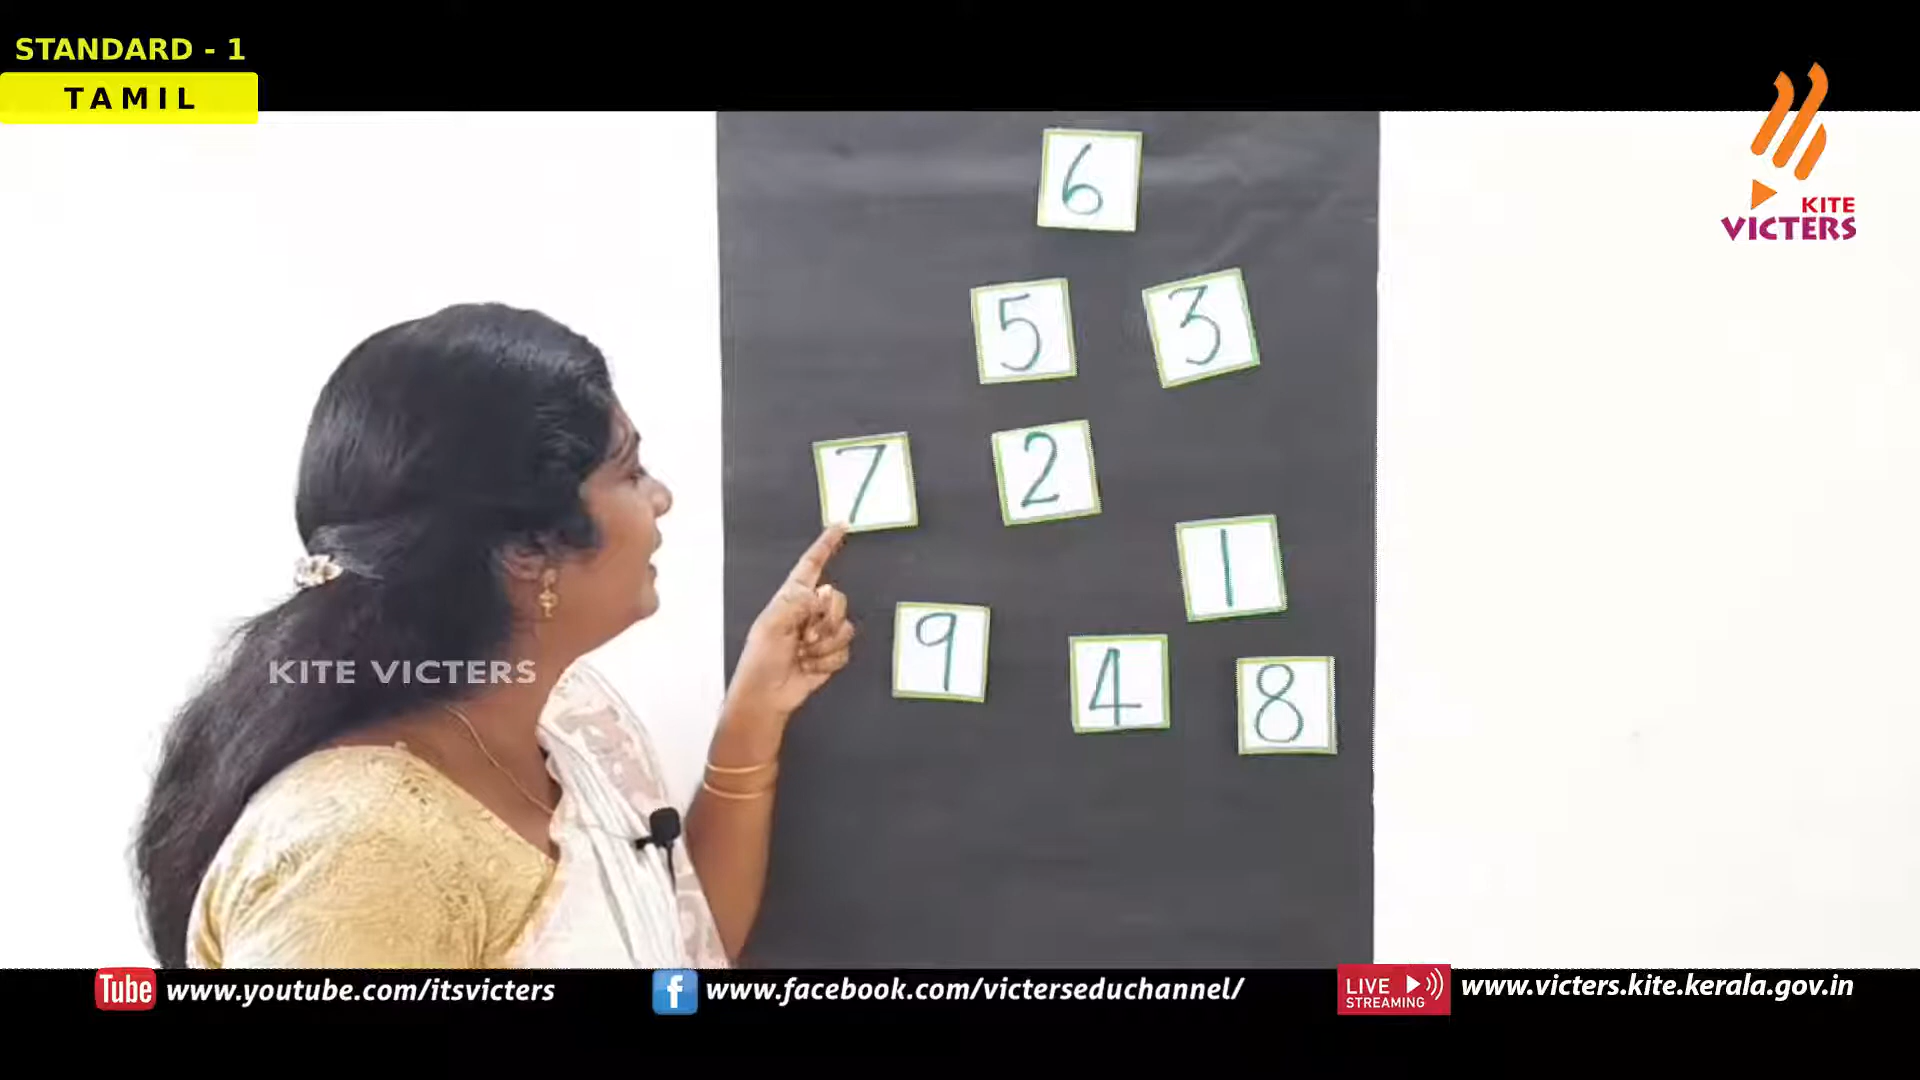 STANDARD - 1
TAMIL
KITE
VICTERS
6
5 3
7 2
1
9 4 8
KITE VICTERS
Tube www.youtube.com/itsvicters
f www.facebook.com/victerseduchannel/
LIVE
STREAMING
www.victers.kite.kerala.gov.in